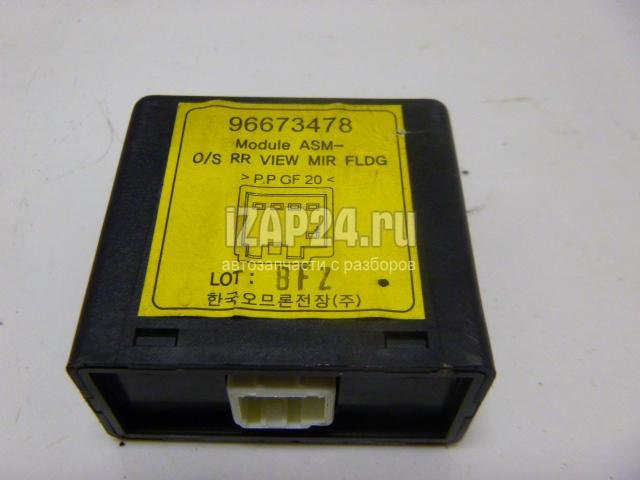 96673478
Module ASM-
O/S RR VIEW MIR FLDG
> P.P GF 20 <
iZAP24.ru
автозапчасти с разборов
LOT: BFZ
한국오므론전장(주)